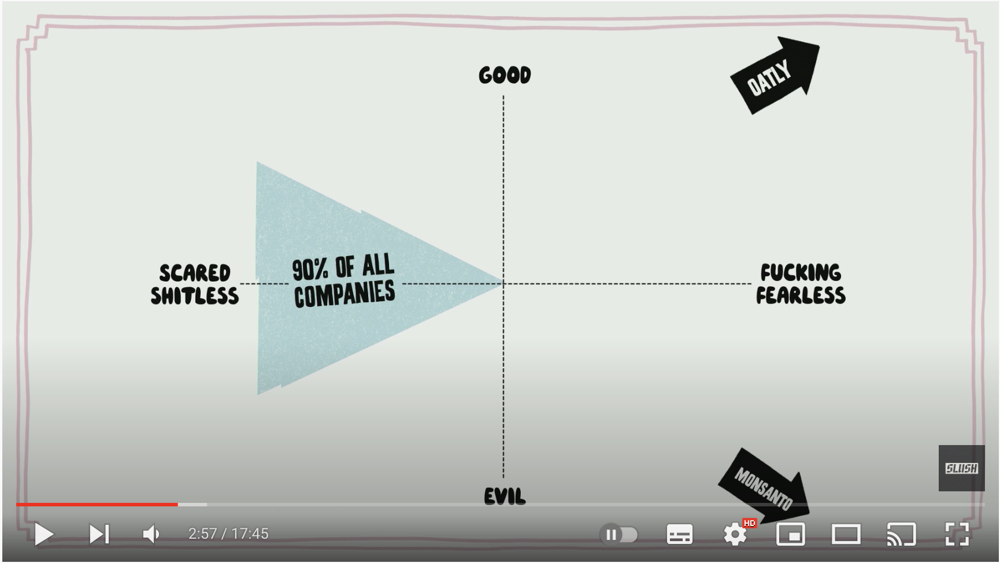 GOOD
OATLY
SCARED
SHITLESS
90% OF ALL
COMPANIES
FUCKING
FEARLESS
EVIL
MONSANTO
SLUSH
2:57 / 17:45
HD